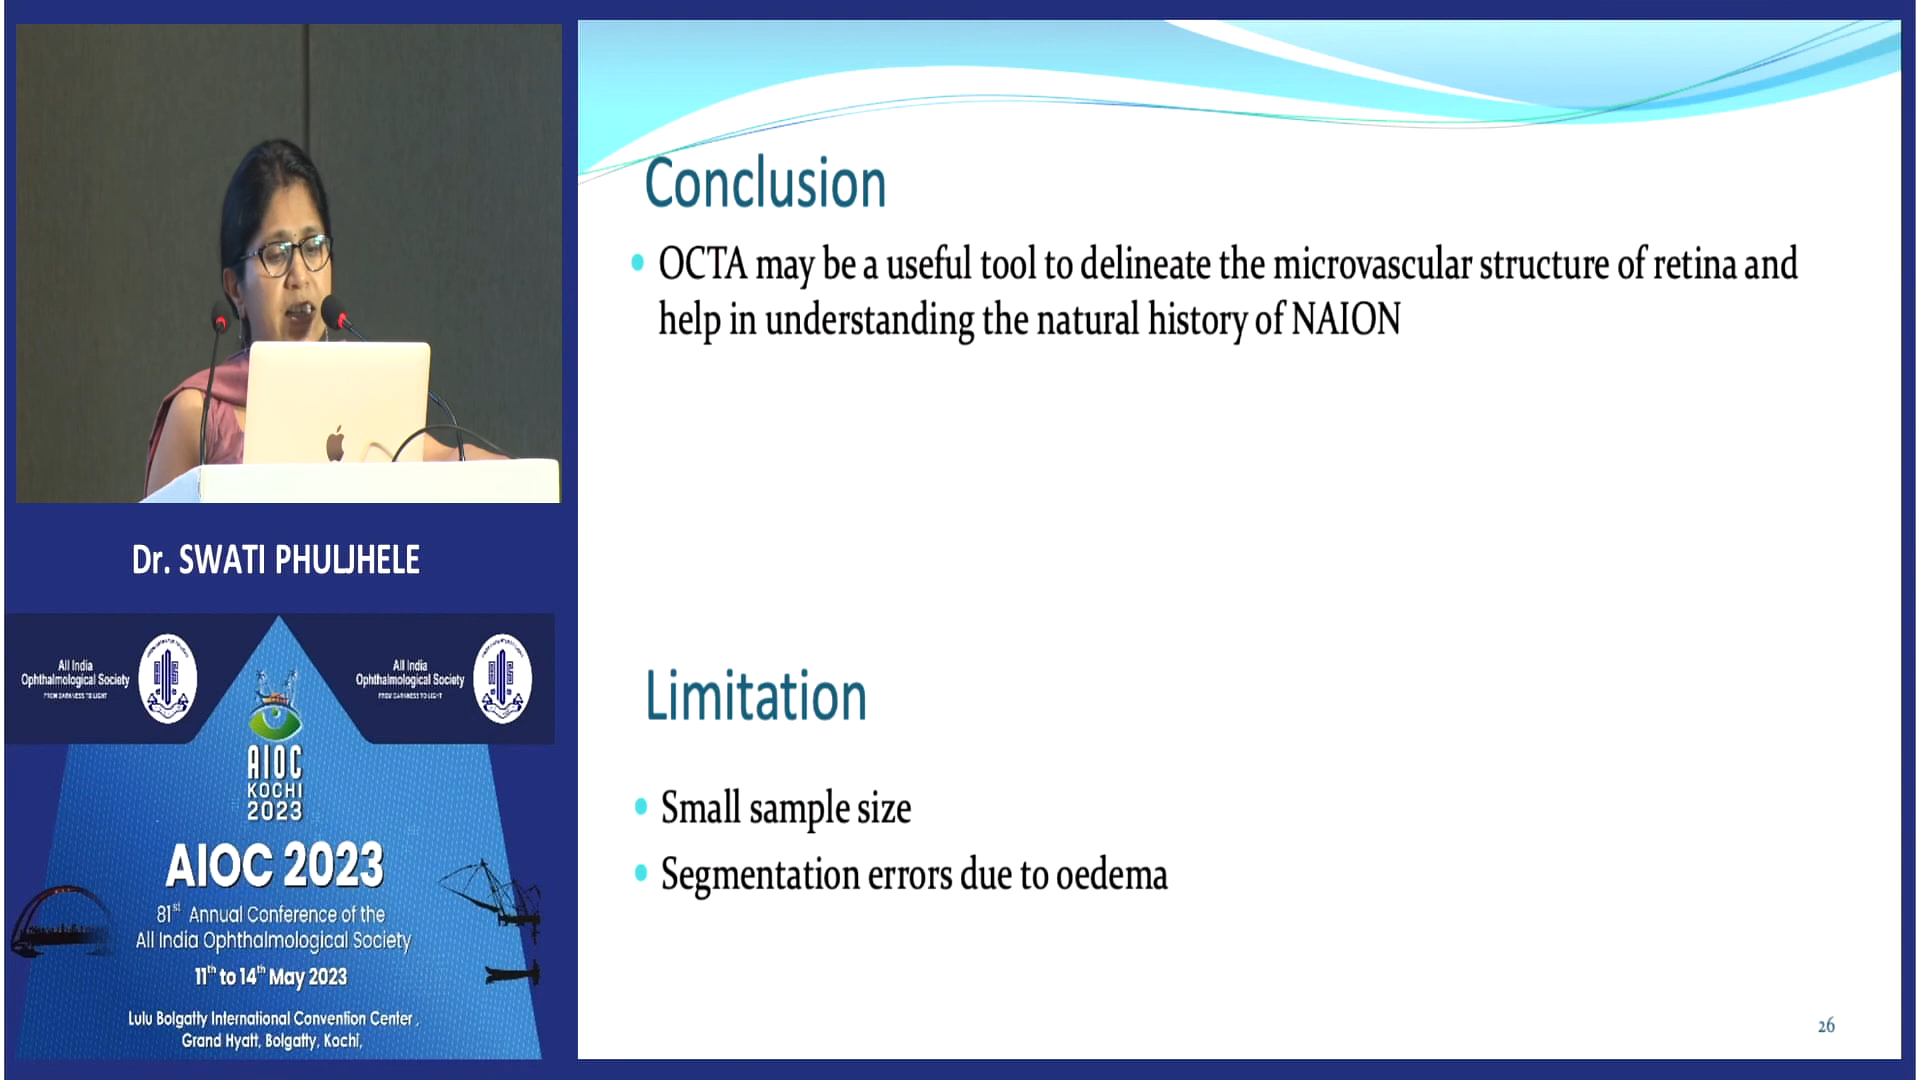 Conclusion
OCTA may be a useful tool to delineate the microvascular structure of retina and
help in understanding the natural history of NAION
Limitation
Small sample size
Segmentation errors due to oedema
26
Dr. SWATI PHULJHELE
All India
Ophthalmological Society
FROM DARKNESS TO LIGHT
All India
Ophthalmological Society
FROM DARKNESS TO LIGHT
AIOC
KOCHI
2023
AIOC 2023
81st Annual Conference of the
All India Ophthalmological Society
11th to 14th May 2023
Lulu Bolgatty International Convention Center ,
Grand Hyatt, Bolgatty, Kochi,